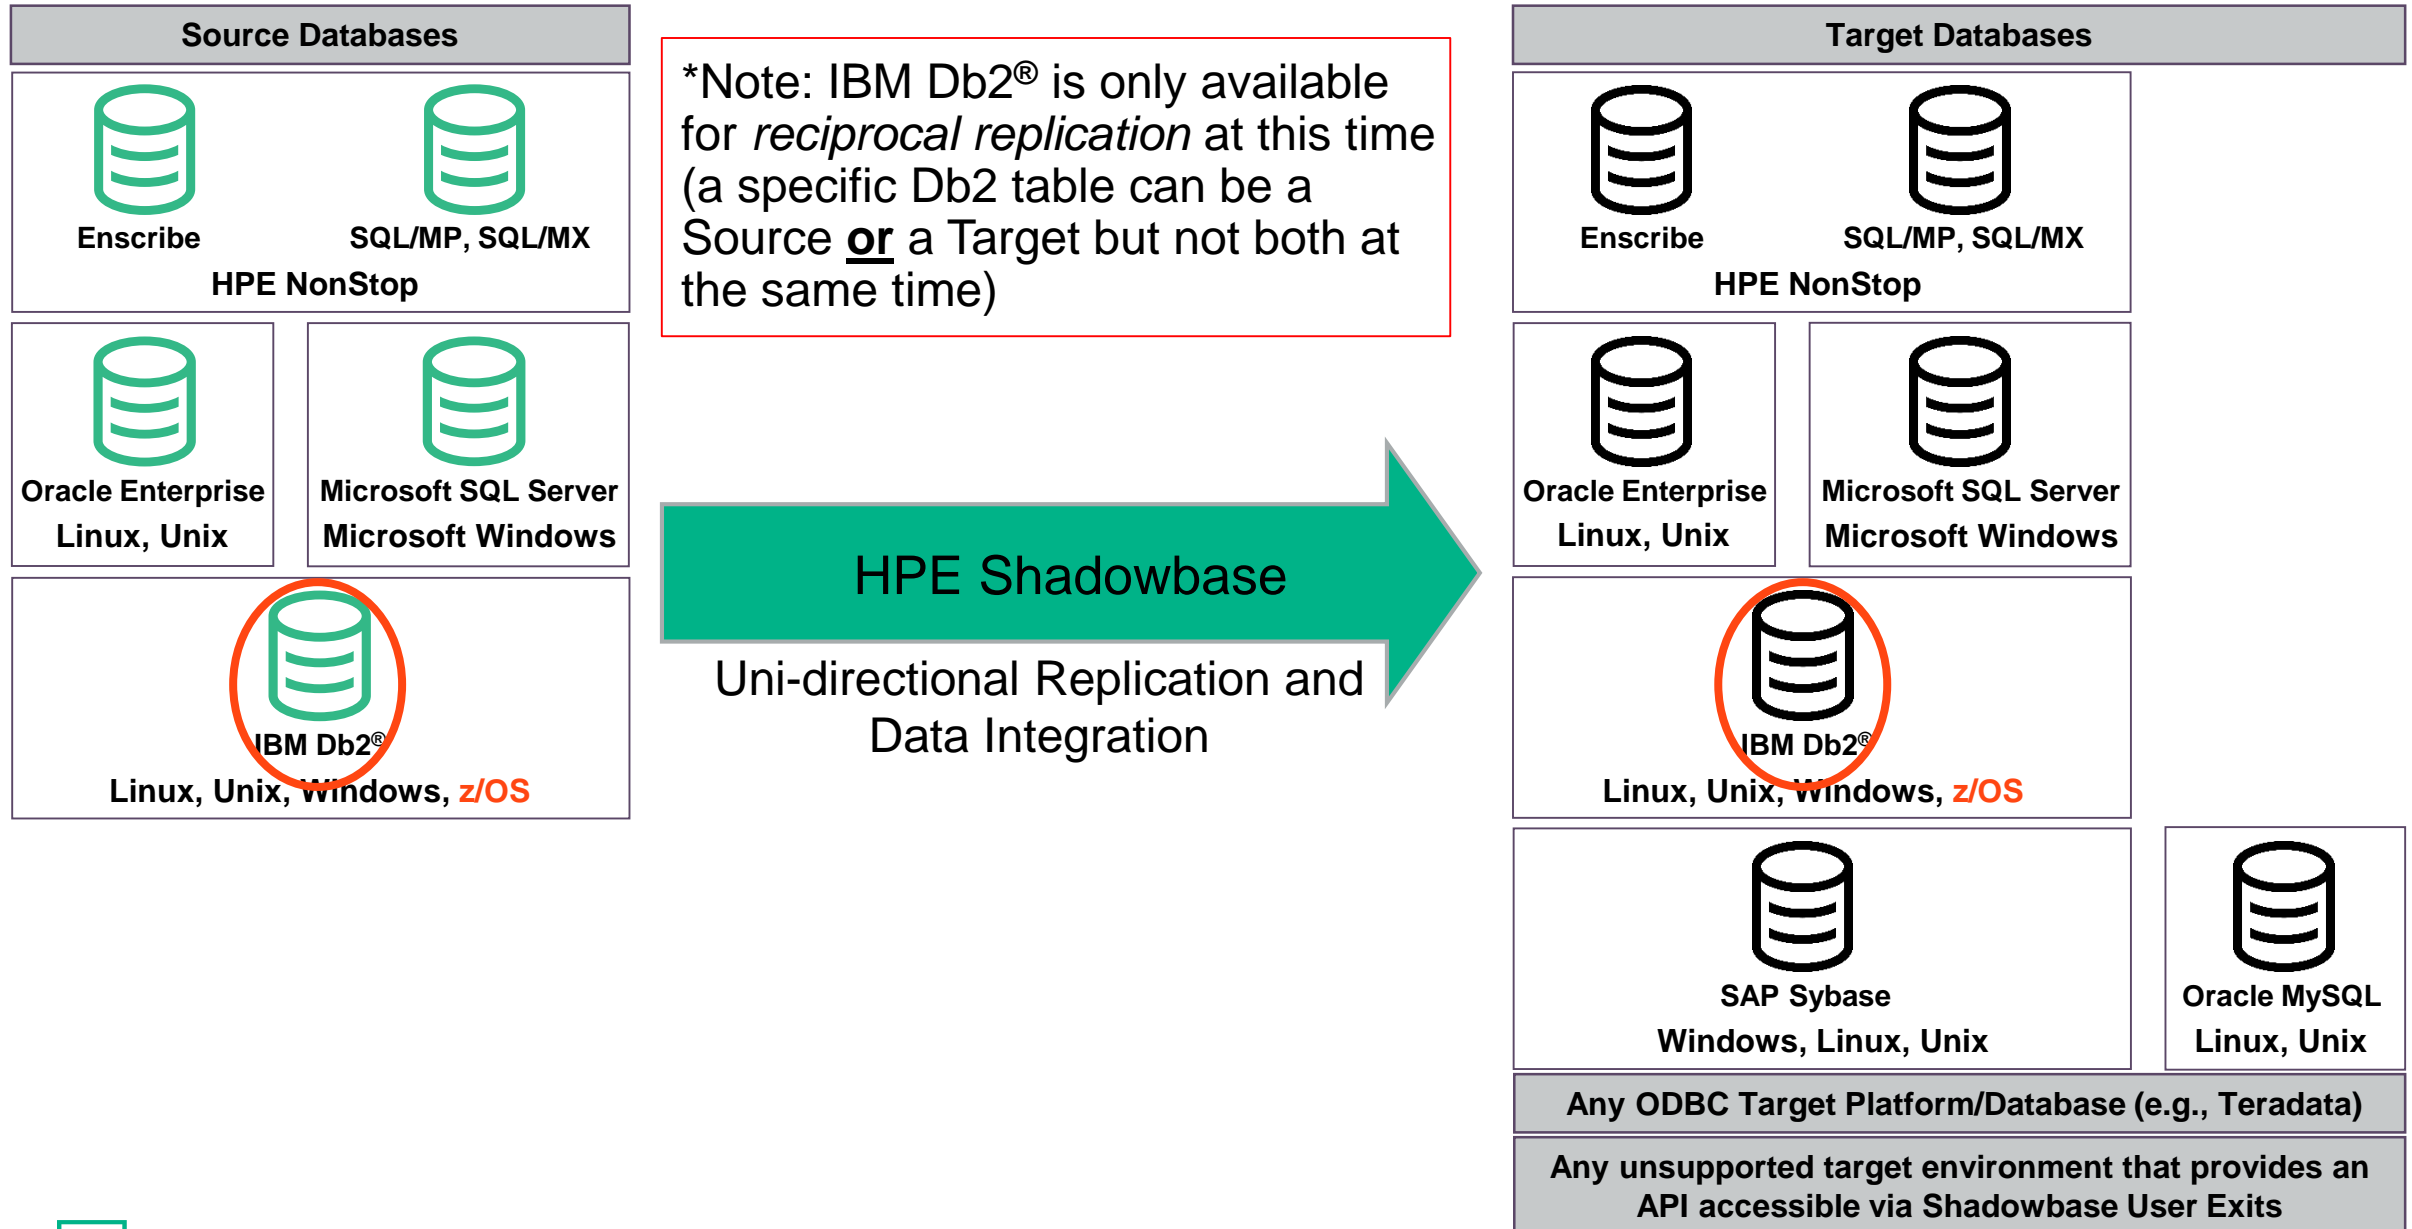 Source Databases
Enscribe
SQL/MP, SQL/MX
HPE NonStop
Oracle Enterprise
Linux, Unix
Microsoft SQL Server
Microsoft Windows
IBM Db2®
Linux, Unix, Windows, z/OS
*Note: IBM Db2® is only available
for reciprocal replication at this time
(a specific Db2 table can be a
Source or a Target but not both at
the same time)
HPE Shadowbase
Uni-directional Replication and
Data Integration
Target Databases
Enscribe
SQL/MP, SQL/MX
HPE NonStop
Oracle Enterprise
Linux, Unix
Microsoft SQL Server
Microsoft Windows
IBM Db2®
Linux, Unix, Windows, z/OS
SAP Sybase
Windows, Linux, Unix
Oracle MySQL
Linux, Unix
Any ODBC Target Platform/Database (e.g., Teradata)
Any unsupported target environment that provides an
API accessible via Shadowbase User Exits